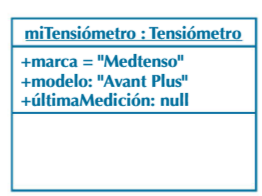 miTensiómetro : Tensiómetro
+marca = "Medtenso"
+modelo: "Avant Plus"
+últimaMedición: null